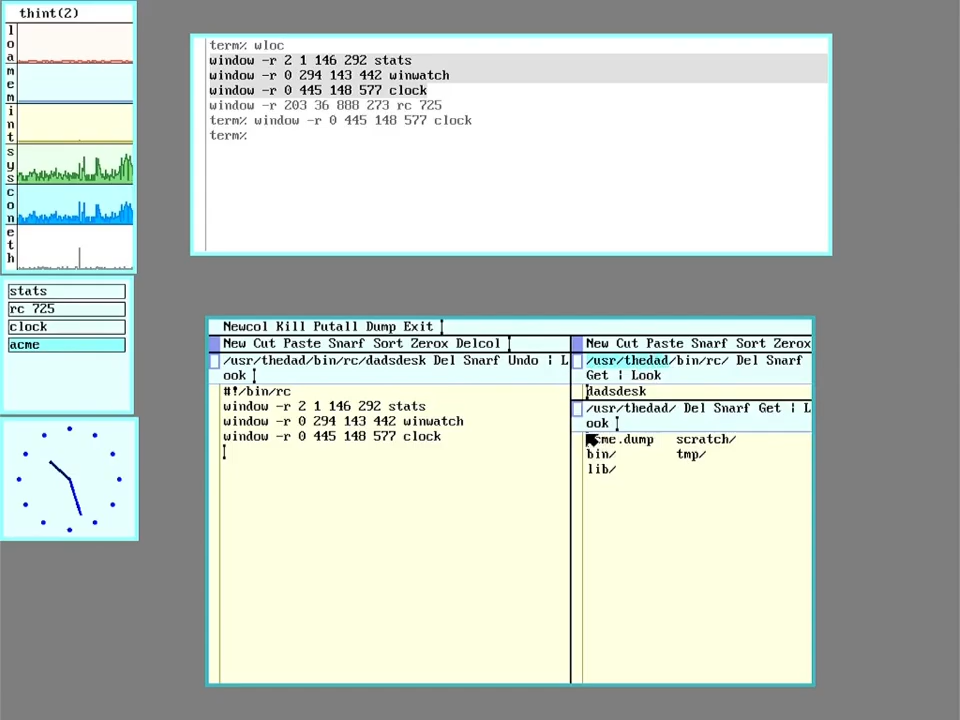 thint(2)
loa
mem
int
sys
con
eth
stats
rc 725
clock
acme
term% wloc
window -r 2 1 146 292 stats
window -r 0 294 143 442 winwatch
window -r 0 445 148 577 clock
window -r 203 36 888 273 rc 725
term% window -r 0 445 148 577 clock
term%
Newcol Kill Putall Dump Exit
New Cut Paste Snarf Sort Zerox Delcol
/usr/thedad/bin/rc/dadsdesk Del Snarf Undo | L
ook
#!/bin/rc
window -r 2 1 146 292 stats
window -r 0 294 143 442 winwatch
window -r 0 445 148 577 clock
New Cut Paste Snarf Sort Zerox
/usr/thedad/bin/rc/ Del Snarf
Get | Look
dadsdesk
/usr/thedad/ Del Snarf Get | L
ook
acme.dump scratch/
bin/ tmp/
lib/